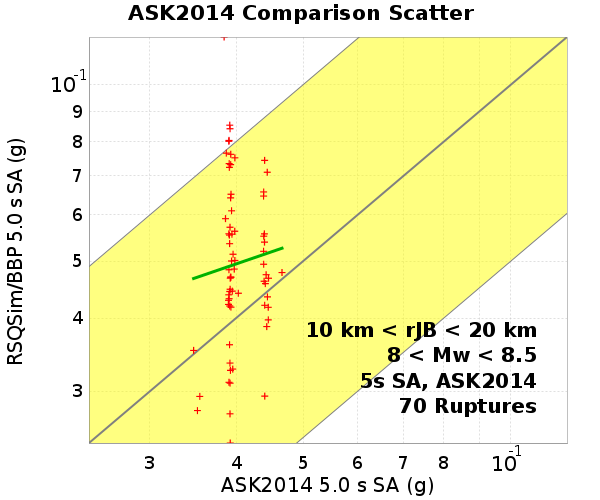 ASK2014 Comparison Scatter
RSQSim/BBP 5.0 s SA (g)
10⁻¹
9
8
7
6
5
4
3
10 km < rJB < 20 km
8 < Mw < 8.5
5s SA, ASK2014
70 Ruptures
3 4 5 6 7 8 10⁻¹
ASK2014 5.0 s SA (g)